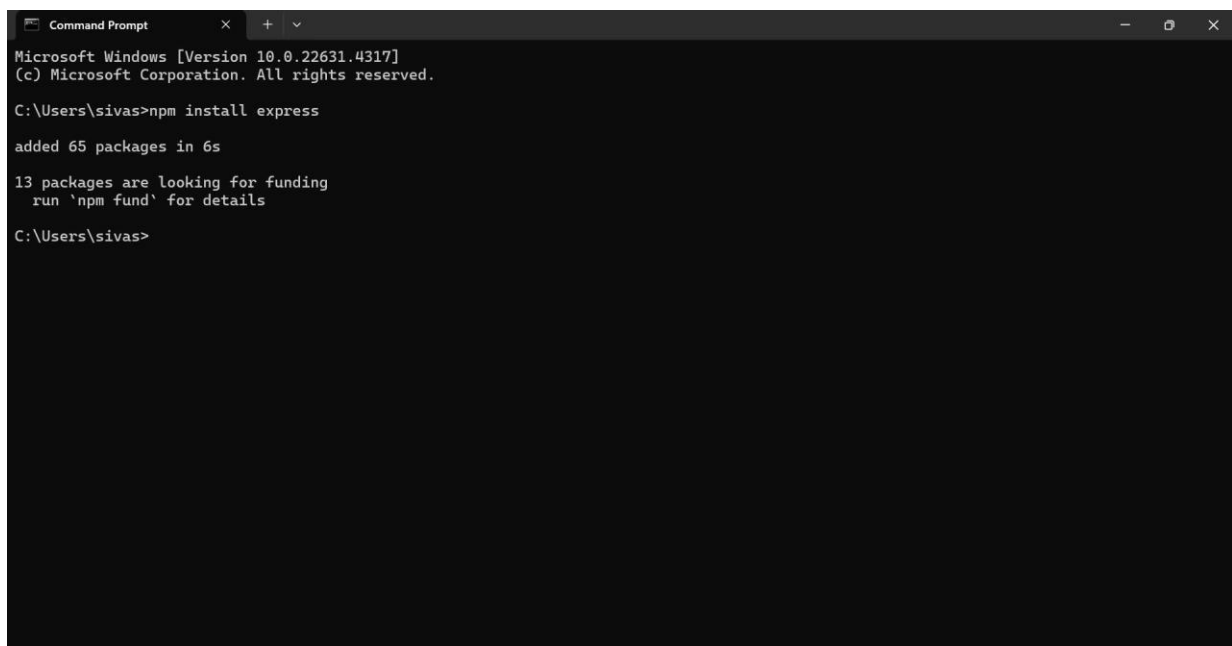 Command Prompt
Microsoft Windows [Version 10.0.22631.4317]
(c) Microsoft Corporation. All rights reserved.
C:\Users\sivas>npm install express
added 65 packages in 6s
13 packages are looking for funding
  run `npm fund` for details
C:\Users\sivas>